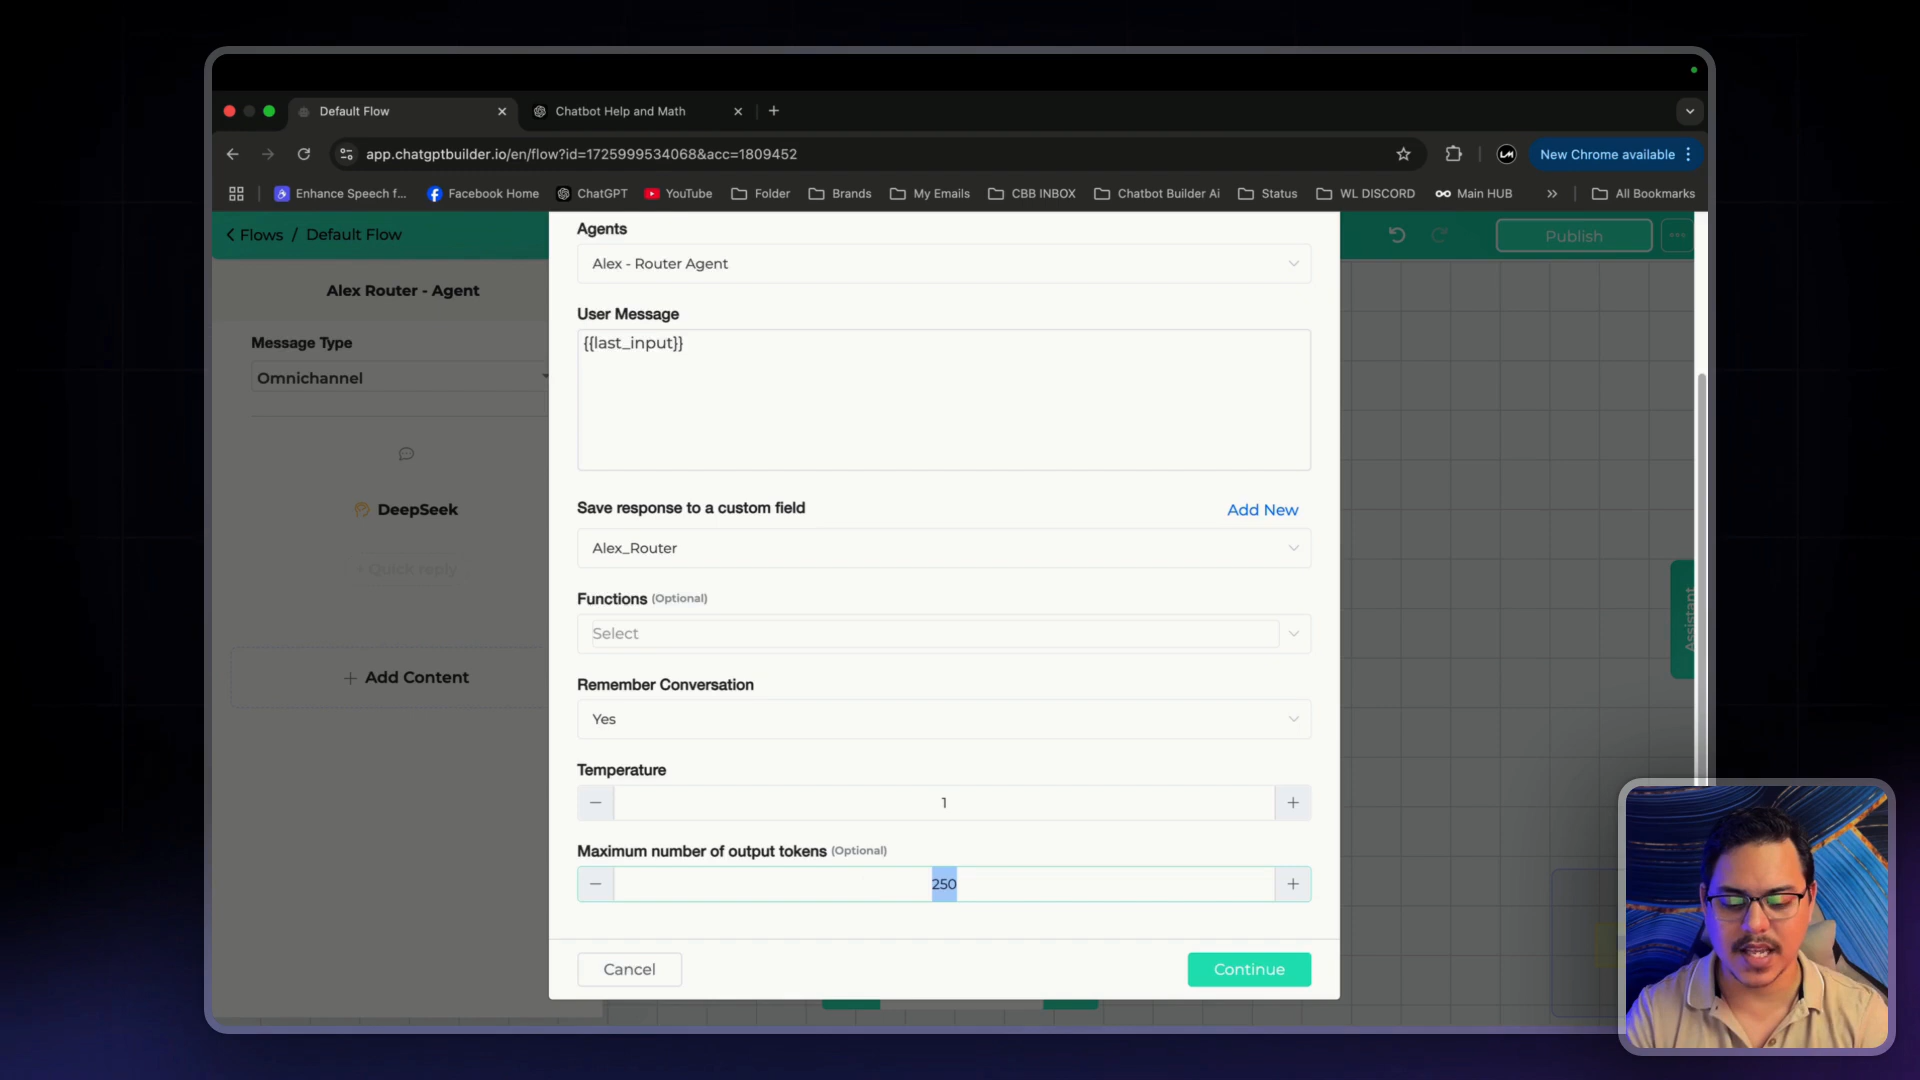 Default Flow
Chatbot Help and Math
app.chatgptbuilder.io/en/flow?id=1725999534068&acc=1809452
New Chrome available
Enhance Speech f...
Facebook Home
ChatGPT
YouTube
Folder
Brands
My Emails
CBB INBOX
Chatbot Builder Ai
Status
WL DISCORD
Main HUB
All Bookmarks
Flows / Default Flow
Publish
Alex Router - Agent
Message Type
Omnichannel
DeepSeek
+ Quick reply
+ Add Content
Agents
Alex - Router Agent
User Message
{{last_input}}
Save response to a custom field
Add New
Alex_Router
Functions (Optional)
Select
Remember Conversation
Yes
Temperature
1
Maximum number of output tokens (Optional)
250
Cancel
Continue
Assistant